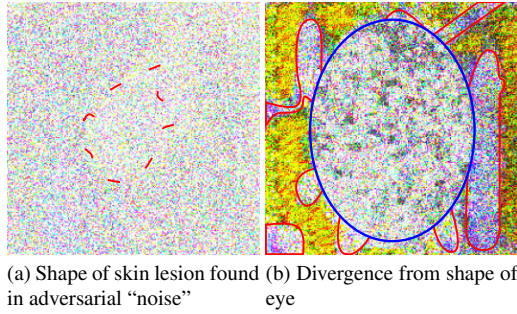 (a) Shape of skin lesion found
in adversarial “noise”
(b) Divergence from shape of
eye